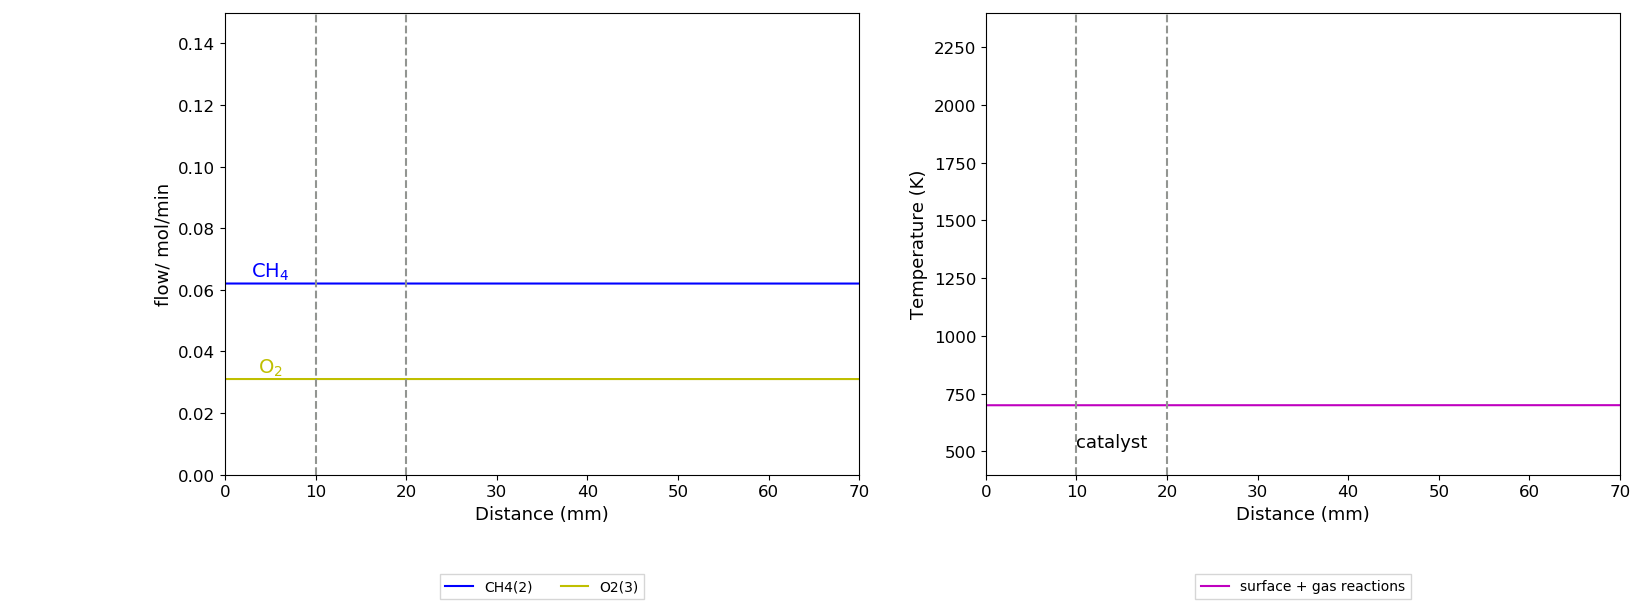 0.14
0.12
0.10
0.08
0.06
0.04
0.02
0.00
flow/ mol/min
CH₄
O₂
0 10 20 30 40 50 60 70
Distance (mm)
CH4(2) O2(3)
2250
2000
1750
1500
1250
1000
750
500
Temperature (K)
catalyst
0 10 20 30 40 50 60 70
Distance (mm)
surface + gas reactions